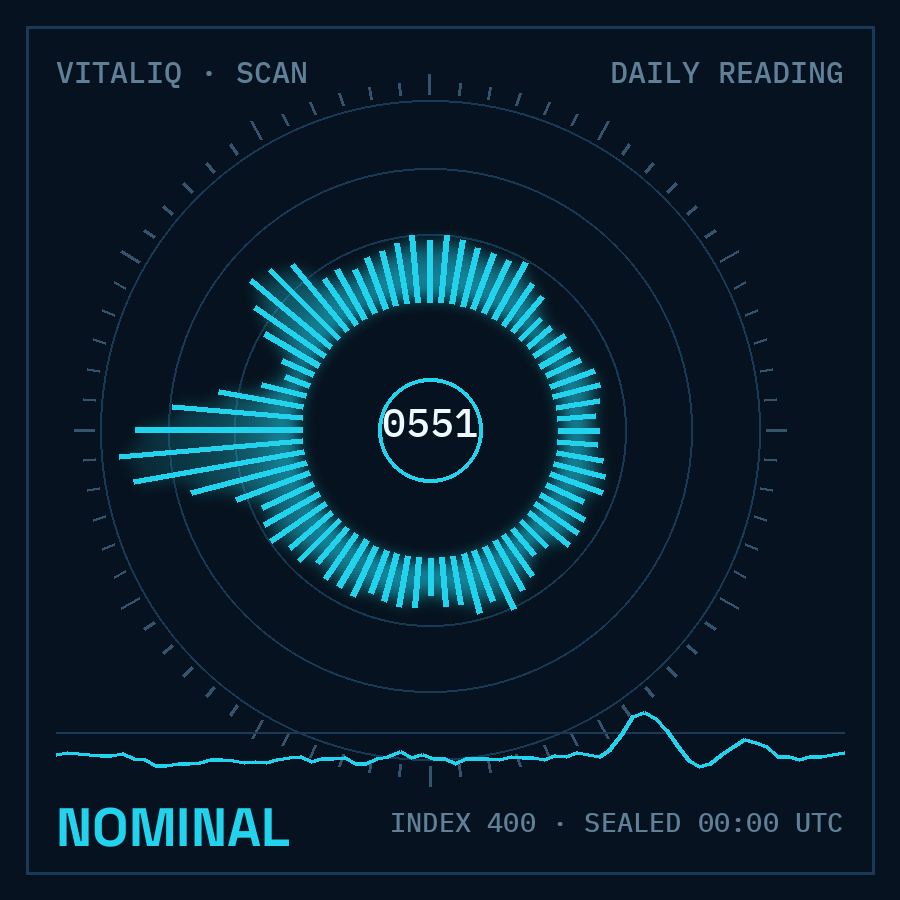 VITALIQ · SCAN
DAILY READING
0551
NOMINAL
INDEX 400 · SEALED 00:00 UTC